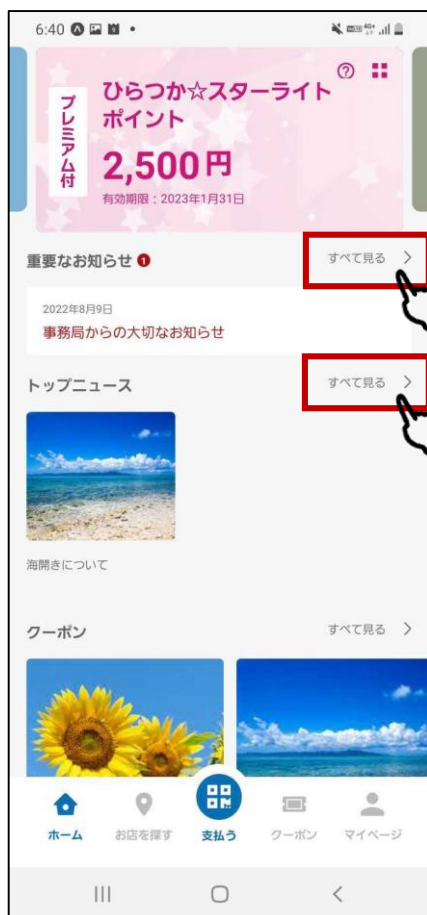 6:40
プレミアム付
ひらつか☆スターライト
ポイント
2,500円
有効期限：2023年1月31日
重要なお知らせ 1
すべて見る
2022年8月9日
事務局からの大切なお知らせ
トップニュース
すべて見る
海開きについて
クーポン
すべて見る
ホーム
お店を探す
支払う
クーポン
マイページ